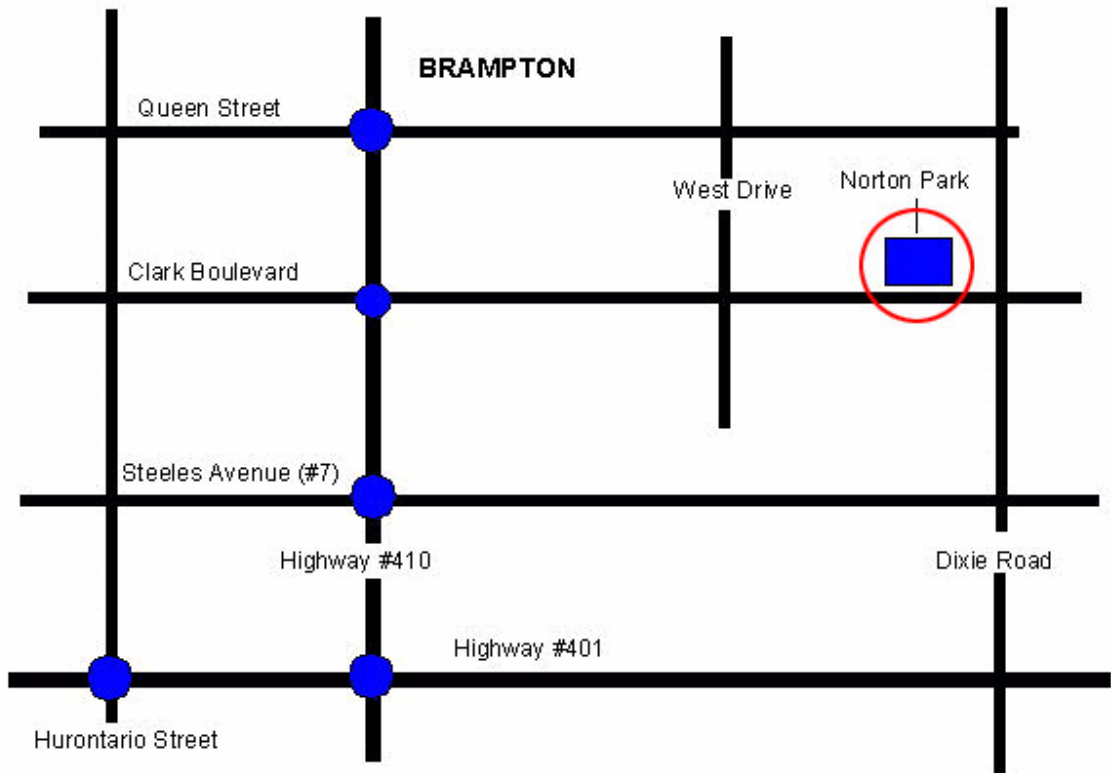 BRAMPTON
Queen Street
West Drive
Norton Park
Clark Boulevard
Steeles Avenue (#7)
Highway #410
Dixie Road
Highway #401
Hurontario Street